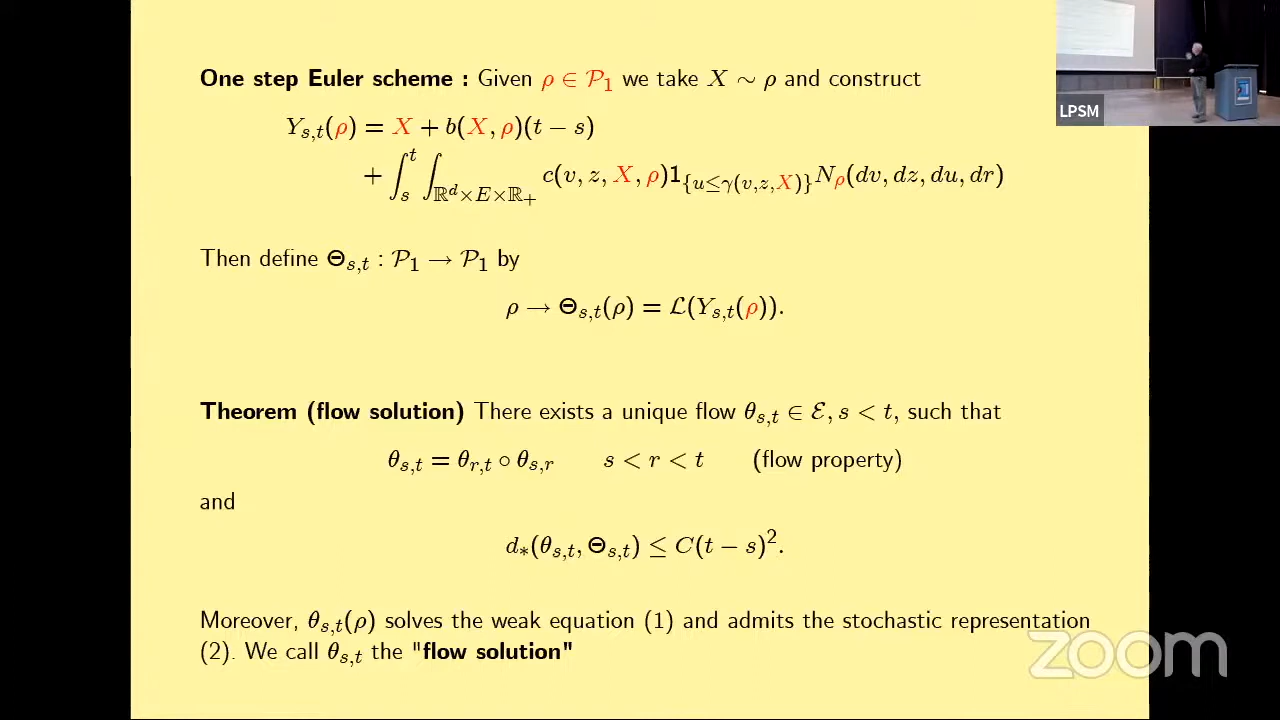 One step Euler scheme : Given ρ ∈ 𝒫₁ we take X ∼ ρ and construct
Y_{s,t}(ρ) = X + b(X, ρ)(t − s)
+ ∫_s^t ∫_{ℝ^d×E×ℝ_+} c(v, z, X, ρ)1_{{u≤γ(v,z,X)}} N_ρ(dv, dz, du, dr)
Then define Θ_{s,t} : 𝒫₁ → 𝒫₁ by
ρ → Θ_{s,t}(ρ) = ℒ(Y_{s,t}(ρ)).
Theorem (flow solution) There exists a unique flow θ_{s,t} ∈ ℰ, s < t, such that
θ_{s,t} = θ_{r,t} ∘ θ_{s,r} s < r < t (flow property)
and
d_*(θ_{s,t}, Θ_{s,t}) ≤ C(t − s)².
Moreover, θ_{s,t}(ρ) solves the weak equation (1) and admits the stochastic representation
(2). We call θ_{s,t} the "flow solution"
LPSM
zoom